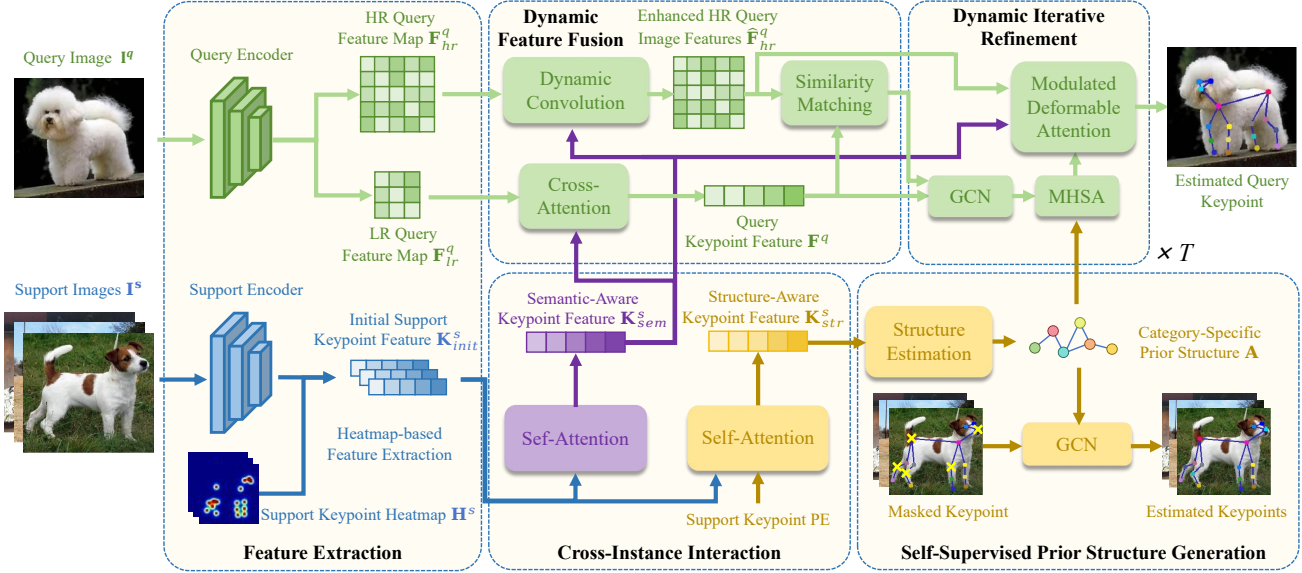 Query Image I^q
Query Encoder
HR Query
Feature Map F^q_hr
LR Query
Feature Map F^q_lr
Support Images I^s
Support Encoder
Initial Support
Keypoint Feature K^s_init
Heatmap-based
Feature Extraction
Support Keypoint Heatmap H^s
Feature Extraction
Dynamic
Feature Fusion
Enhanced HR Query
Image Features F̂^q_hr
Dynamic
Convolution
Similarity
Matching
Cross-
Attention
Query
Keypoint Feature F^q
Dynamic Iterative
Refinement
Modulated
Deformable
Attention
GCN
MHSA
× T
Estimated Query
Keypoint
Semantic-Aware
Keypoint Feature K^s_sem
Structure-Aware
Keypoint Feature K^s_str
Sef-Attention
Self-Attention
Support Keypoint PE
Cross-Instance Interaction
Structure
Estimation
Category-Specific
Prior Structure A
GCN
Masked Keypoint
Estimated Keypoints
Self-Supervised Prior Structure Generation